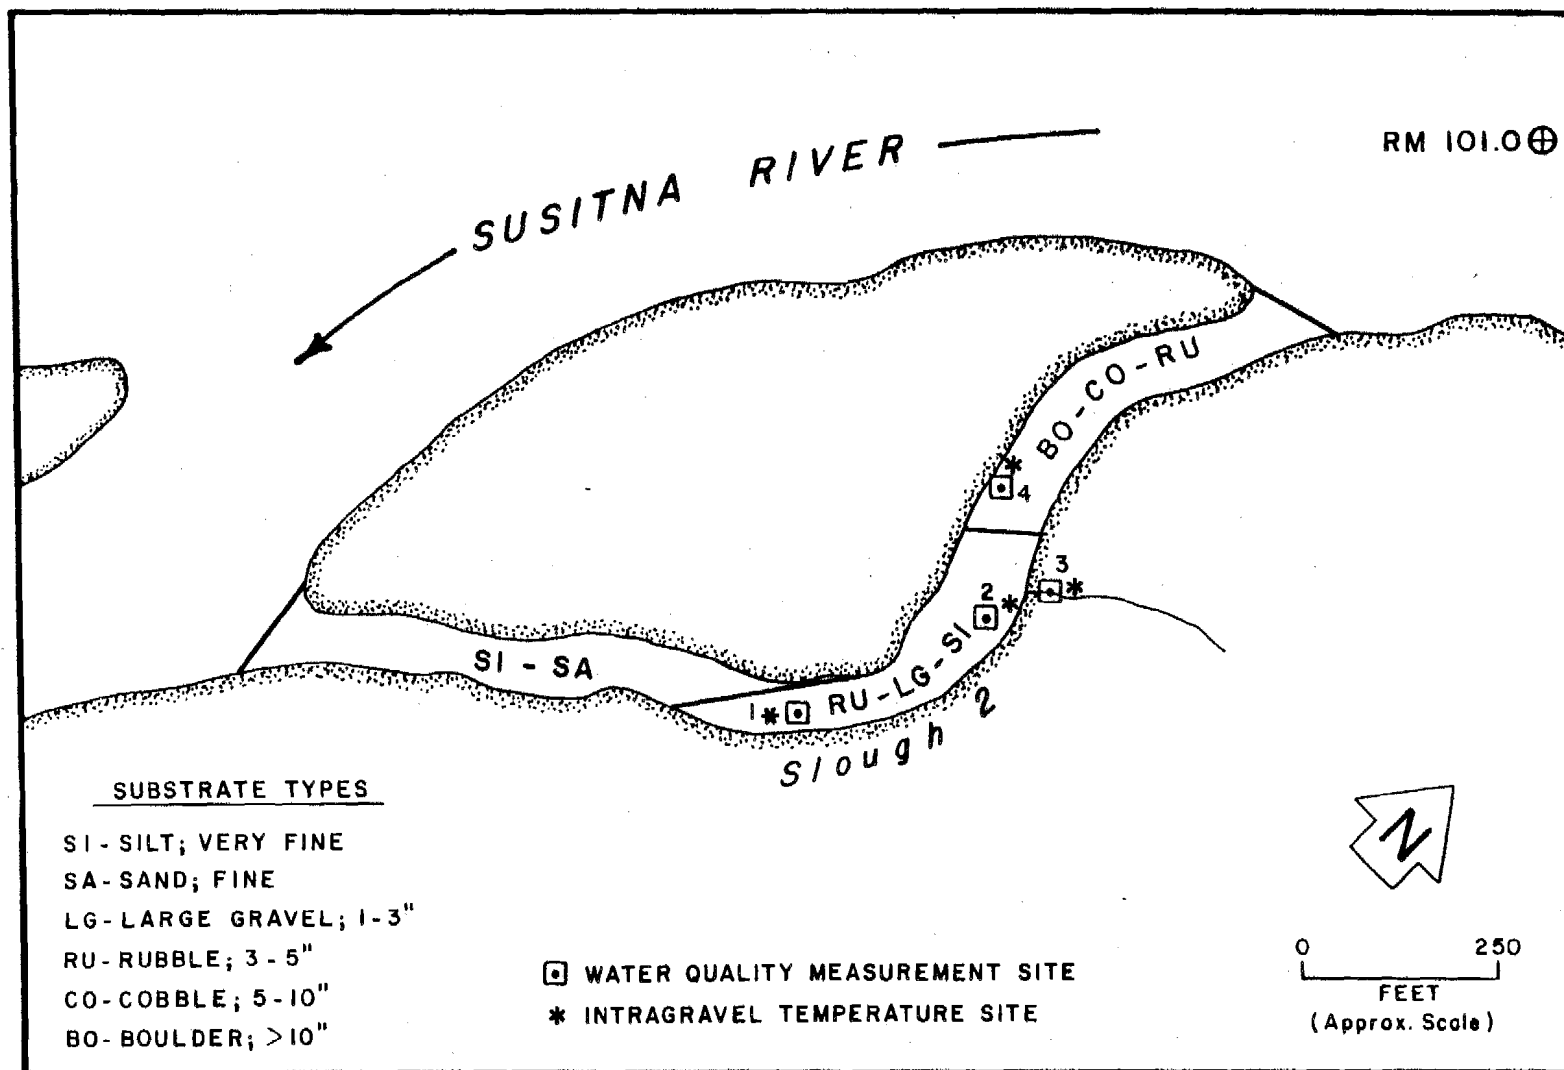 SUSITNA RIVER
RM 101.0
BO-CO-RU
4
3
2
SI-SA
RU-LG-SI
1
Slough 2
SUBSTRATE TYPES
SI-SILT; VERY FINE
SA-SAND; FINE
LG-LARGE GRAVEL; 1-3"
RU-RUBBLE; 3-5"
CO-COBBLE; 5-10"
BO-BOULDER; >10"
WATER QUALITY MEASUREMENT SITE
* INTRAGRAVEL TEMPERATURE SITE
N
0 250
FEET
(Approx. Scale)